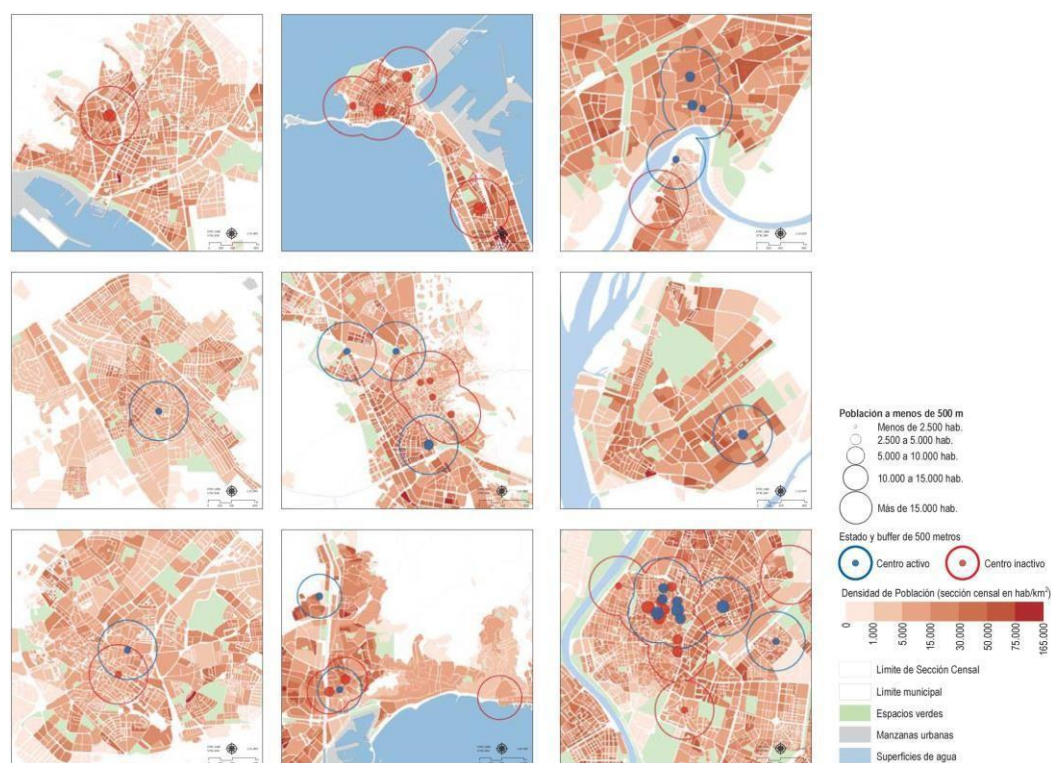 Población a menos de 500 m
Menos de 2.500 hab.
2.500 a 5.000 hab.
5.000 a 10.000 hab.
10.000 a 15.000 hab.
Más de 15.000 hab.
Estado y buffer de 500 metros
Centro activo
Centro inactivo
Densidad de Población (sección censal en hab/km²)
0
1.000
5.000
15.000
30.000
50.000
75.000
165.000
Limite de Sección Censal
Limite municipal
Espacios verdes
Manzanas urbanas
Superficies de agua